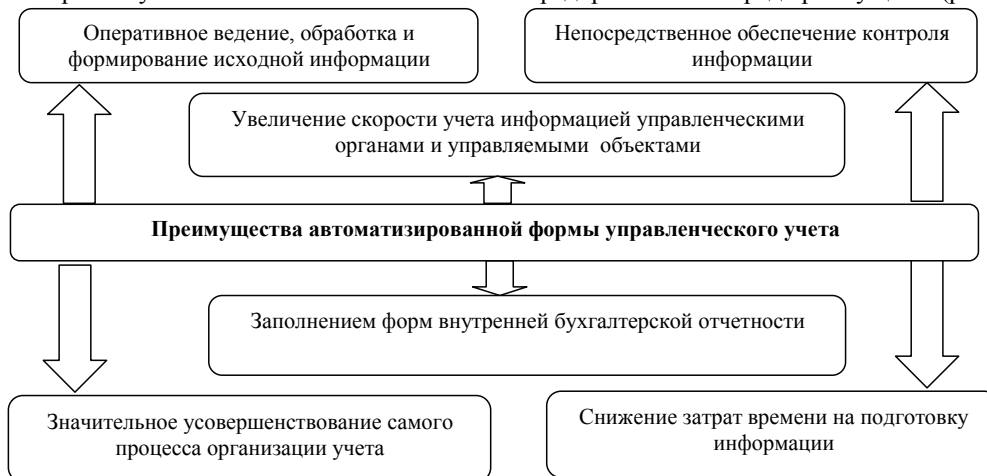 Оперативное ведение, обработка и
формирование исходной информации
Непосредственное обеспечение контроля
информации
Увеличение скорости учета информацией управленческими
органами и управляемыми объектами
Преимущества автоматизированной формы управленческого учета
Заполнением форм внутренней бухгалтерской отчетности
Значительное усовершенствование самого
процесса организации учета
Снижение затрат времени на подготовку
информации